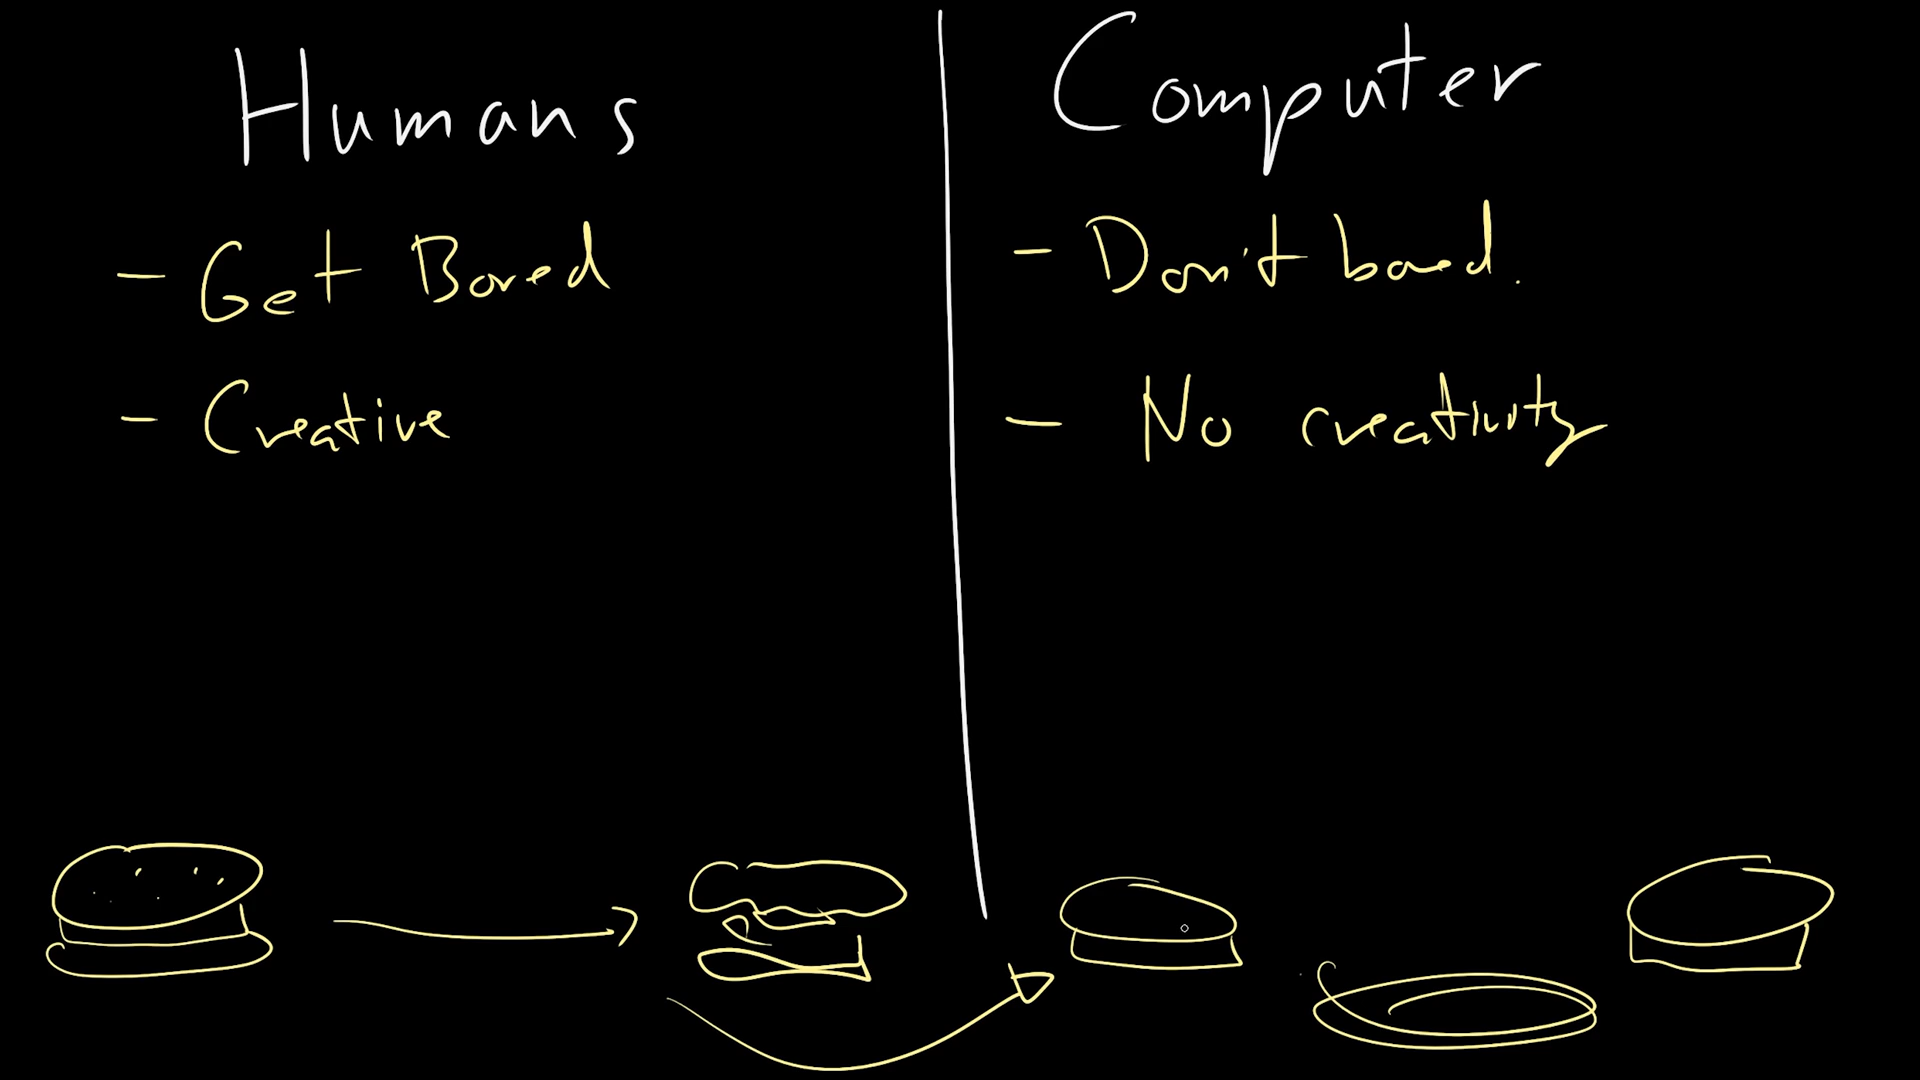 Humans
- Get Bored
- Creative
Computer
- Don't bored.
- No creativity